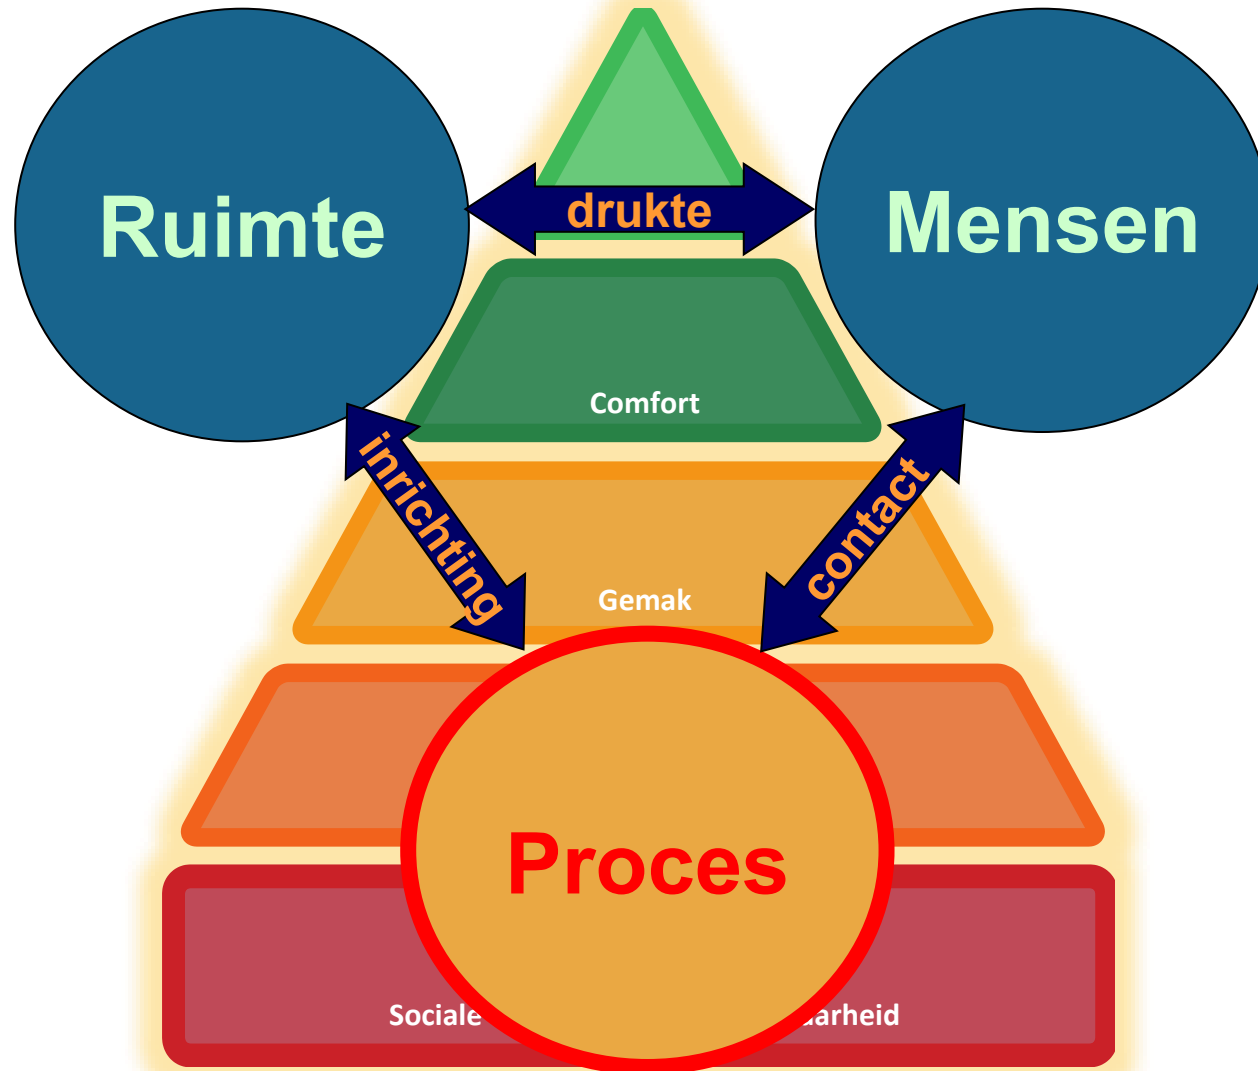 Ruimte
drukte
Mensen
Comfort
inrichting
contact
Gemak
Proces
Sociale